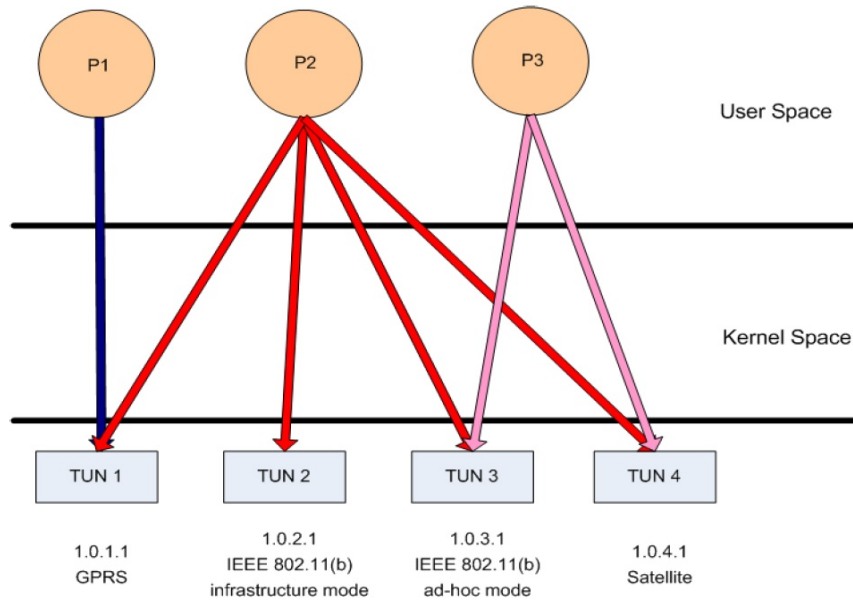 P1
P2
P3
User Space
Kernel Space
TUN 1
TUN 2
TUN 3
TUN 4
1.0.1.1
GPRS
1.0.2.1
IEEE 802.11(b)
infrastructure mode
1.0.3.1
IEEE 802.11(b)
ad-hoc mode
1.0.4.1
Satellite